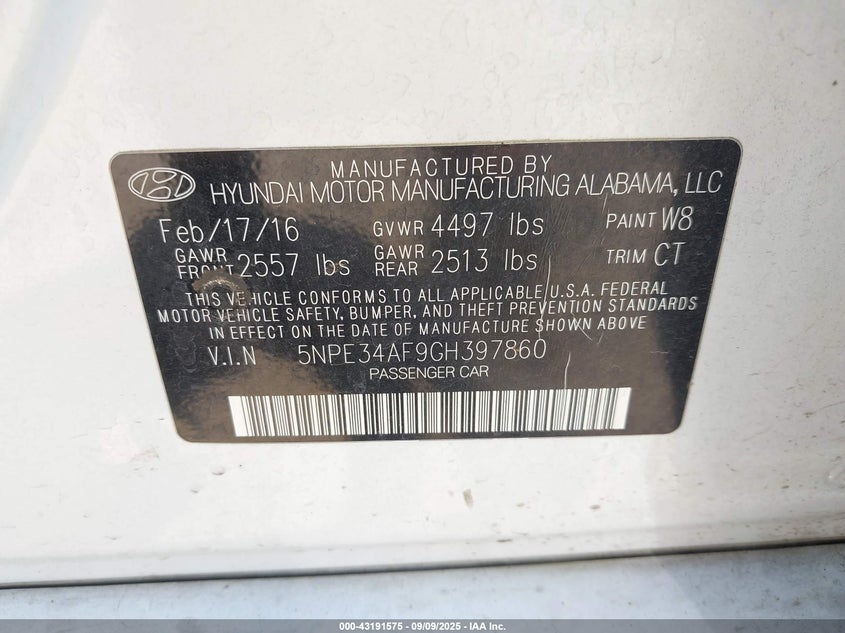 MANUFACTURED BY
HYUNDAI MOTOR MANUFACTURING ALABAMA, LLC
Feb/17/16 GVWR 4497 lbs PAINT W8
GAWR FRONT 2557 lbs GAWR REAR 2513 lbs TRIM CT
THIS VEHICLE CONFORMS TO ALL APPLICABLE U.S.A. FEDERAL
MOTOR VEHICLE SAFETY, BUMPER, AND THEFT PREVENTION STANDARDS
IN EFFECT ON THE DATE OF MANUFACTURE SHOWN ABOVE
V.I.N 5NPE34AF9GH397860
PASSENGER CAR
000-43191575 - 09/09/2025 - IAA Inc.